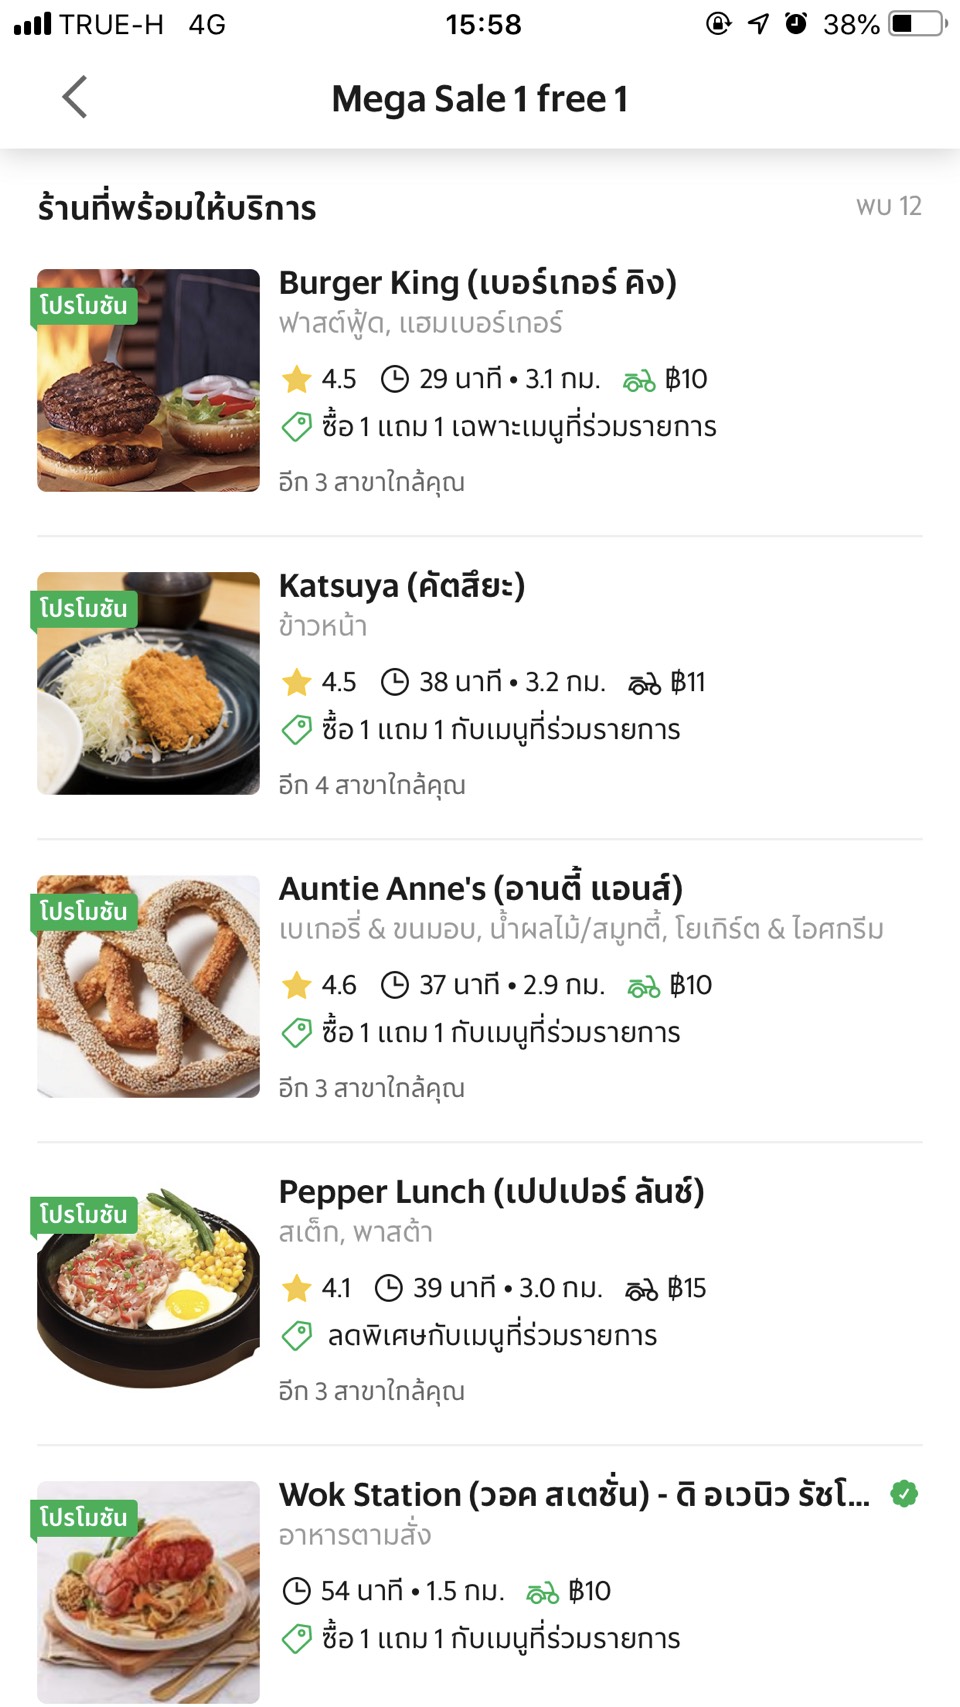 TRUE-H 4G 15:58 38%
Mega Sale 1 free 1
ร้านที่พร้อมให้บริการ พบ 12
โปรโมชัน
Burger King (เบอร์เกอร์ คิง)
ฟาสต์ฟู้ด, แฮมเบอร์เกอร์
4.5 29 นาที • 3.1 กม. ฿10
ซื้อ 1 แถม 1 เฉพาะเมนูที่ร่วมรายการ
อีก 3 สาขาใกล้คุณ
โปรโมชัน
Katsuya (คัตสึยะ)
ข้าวหน้า
4.5 38 นาที • 3.2 กม. ฿11
ซื้อ 1 แถม 1 กับเมนูที่ร่วมรายการ
อีก 4 สาขาใกล้คุณ
โปรโมชัน
Auntie Anne's (อานตี้ แอนส์)
เบเกอรี่ & ขนมอบ, น้ำผลไม้/สมูทตี้, โยเกิร์ต & ไอศกรีม
4.6 37 นาที • 2.9 กม. ฿10
ซื้อ 1 แถม 1 กับเมนูที่ร่วมรายการ
อีก 3 สาขาใกล้คุณ
โปรโมชัน
Pepper Lunch (เปปเปอร์ ลันช์)
สเต็ก, พาสต้า
4.1 39 นาที • 3.0 กม. ฿15
ลดพิเศษกับเมนูที่ร่วมรายการ
อีก 3 สาขาใกล้คุณ
โปรโมชัน
Wok Station (วอค สเตชั่น) - ดิ อเวนิว รัชโ...
อาหารตามสั่ง
54 นาที • 1.5 กม. ฿10
ซื้อ 1 แถม 1 กับเมนูที่ร่วมรายการ